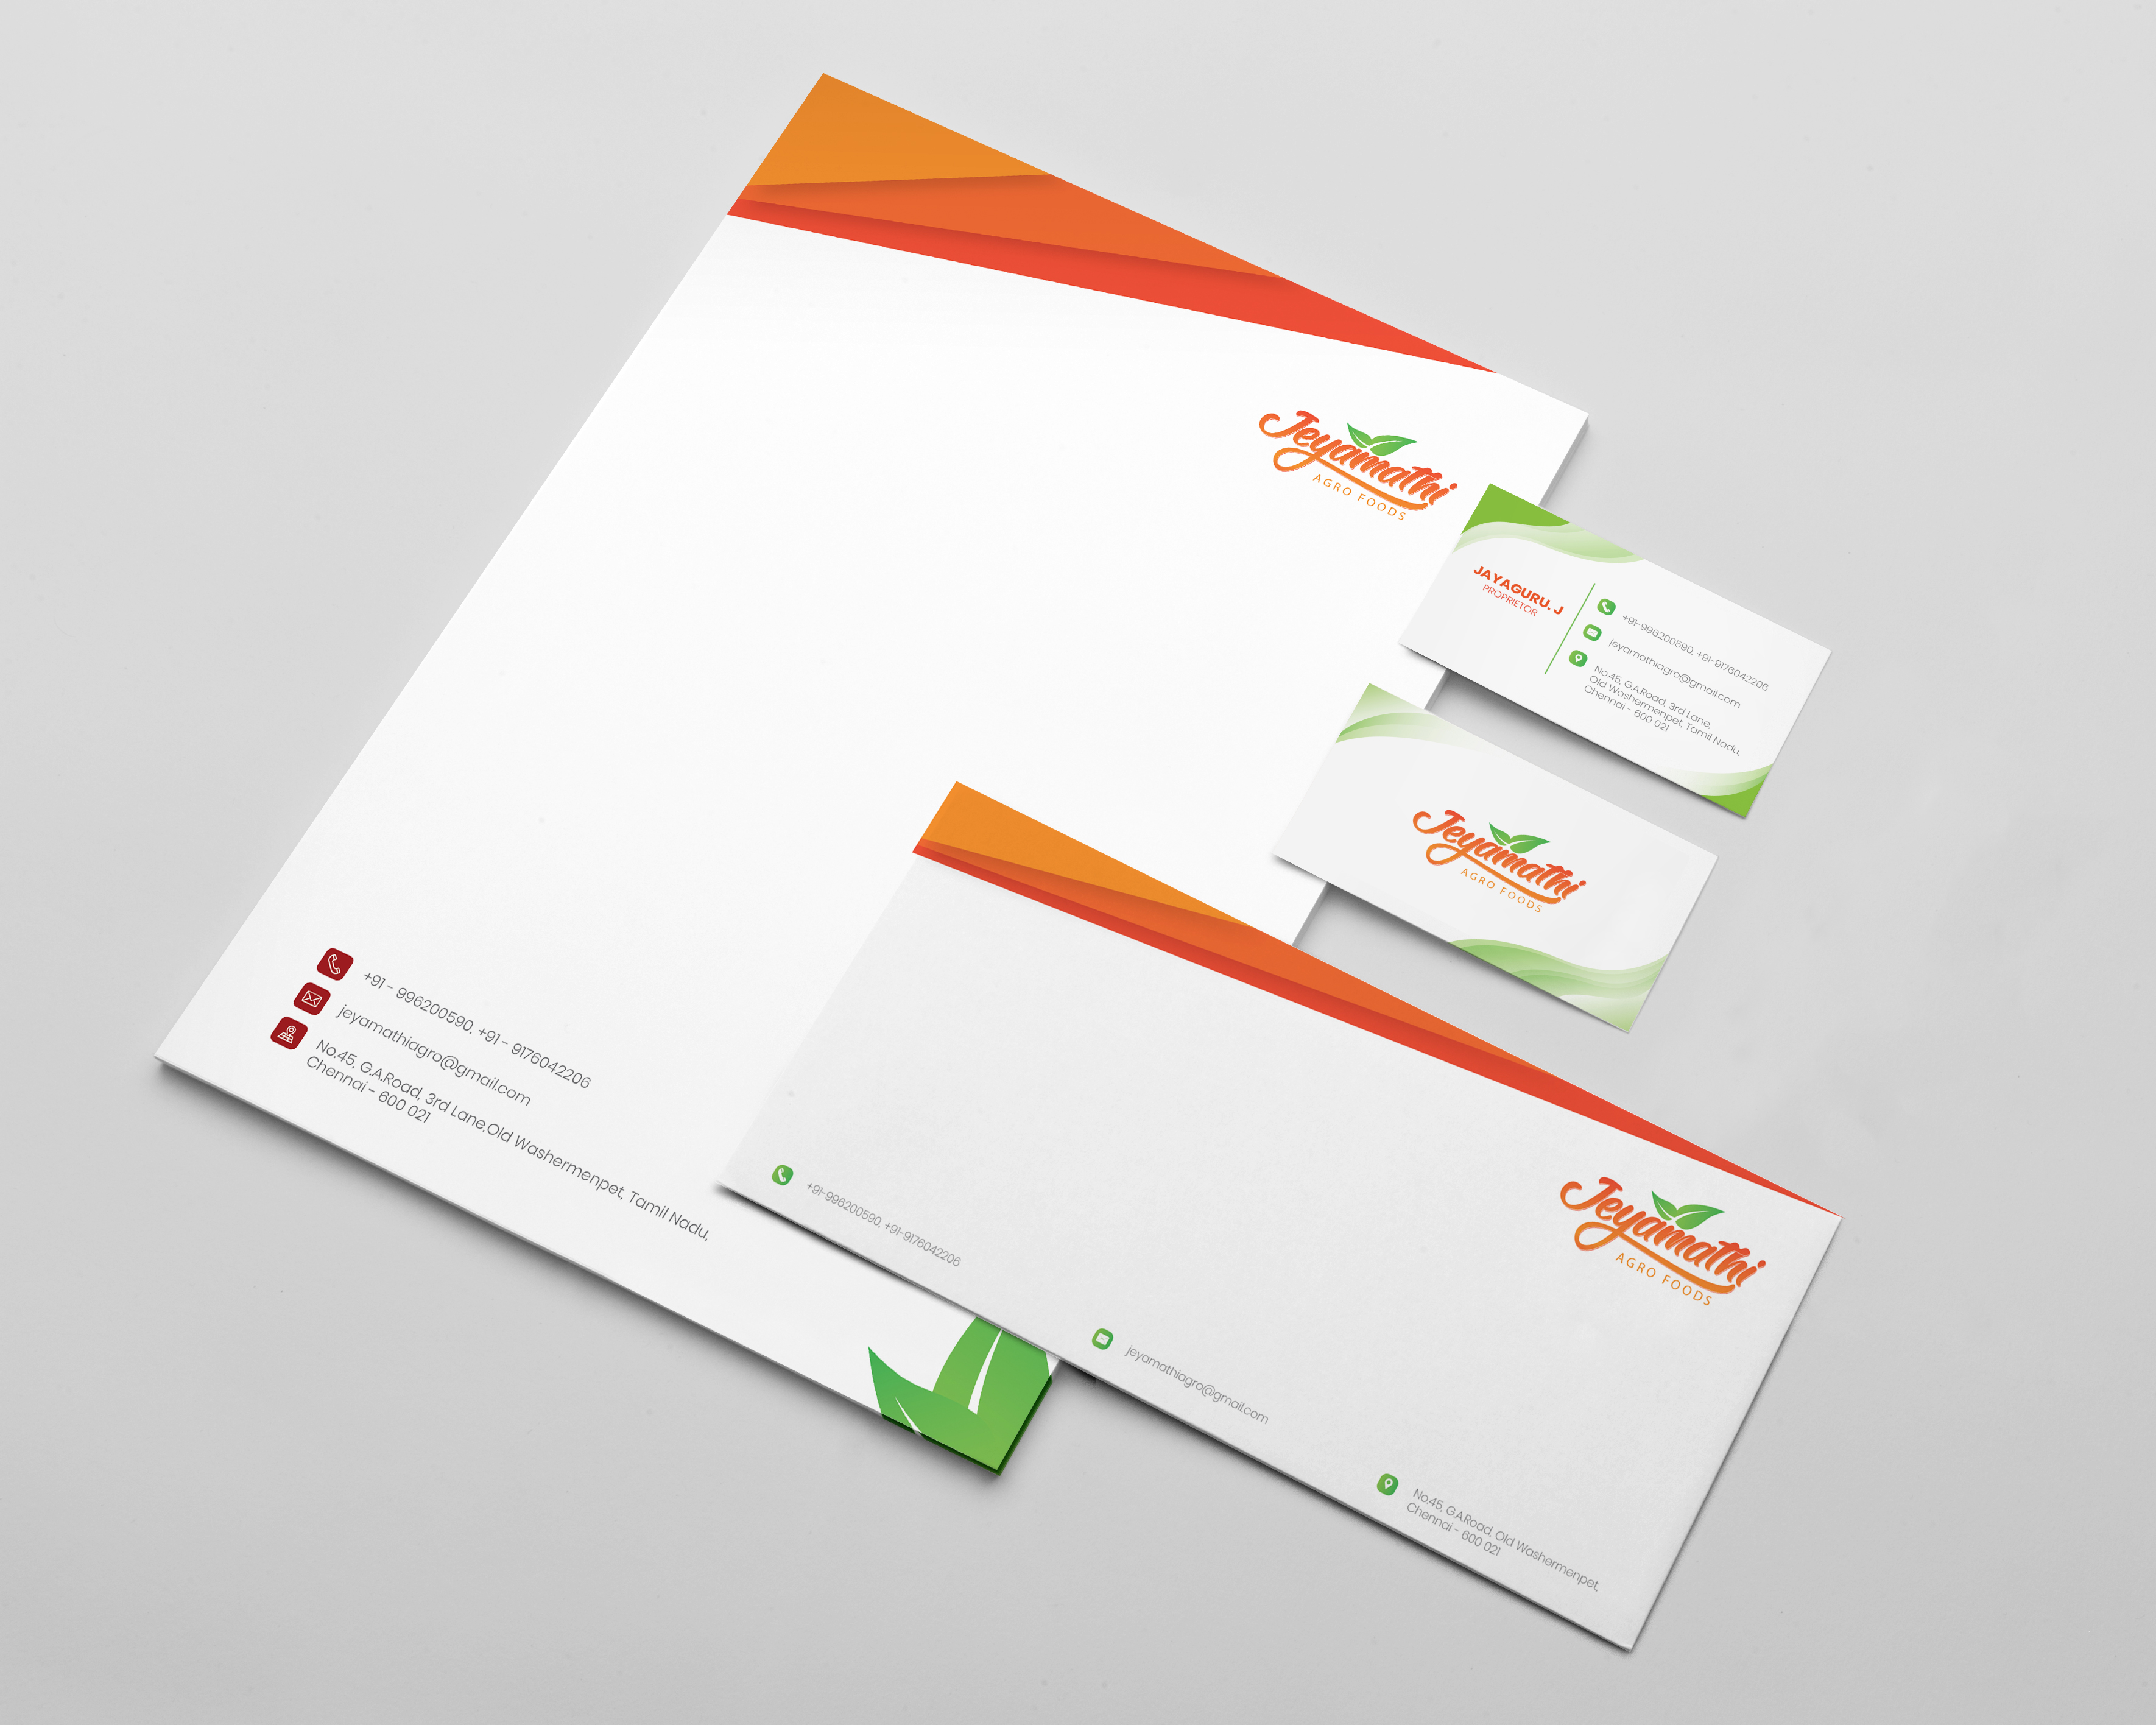 Jeyamathi
AGRO FOODS
+91 - 996200590, +91 - 9176042206
jeyamathiagro@gmail.com
No.45, G.A.Road, 3rd Lane,Old Washermenpet, Tamil Nadu,
Chennai - 600 021
JAYAGURU. J
PROPRIETOR
+91-996200590, +91-9176042206
jeyamathiagro@gmail.com
No.45, G.A.Road, 3rd Lane,
Old Washermenpet, Tamil Nadu,
Chennai - 600 021
Jeyamathi
AGRO FOODS
Jeyamathi
AGRO FOODS
+91-996200590, +91-9176042206
jeyamathiagro@gmail.com
No.45, G.A.Road, Old Washermenpet,
Chennai - 600 021